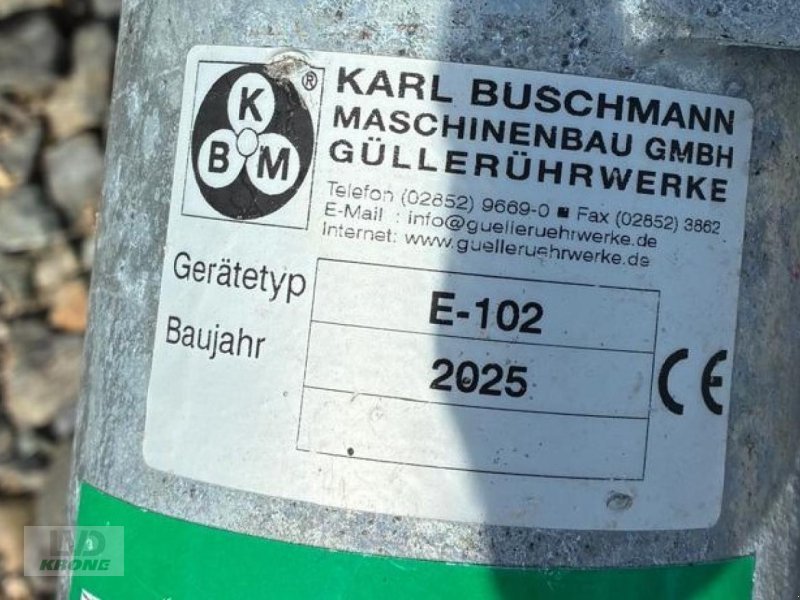 K
B M
®
KARL BUSCHMANN
MASCHINENBAU GMBH
GÜLLERÜHRWERKE
Telefon (02852) 9669-0 ■ Fax (02852) 3862
E-Mail : info@guelleruehrwerke.de
Internet: www.guelleruehrwerke.de
Gerätetyp E-102
Baujahr 2025
CE
LVD
KRONE